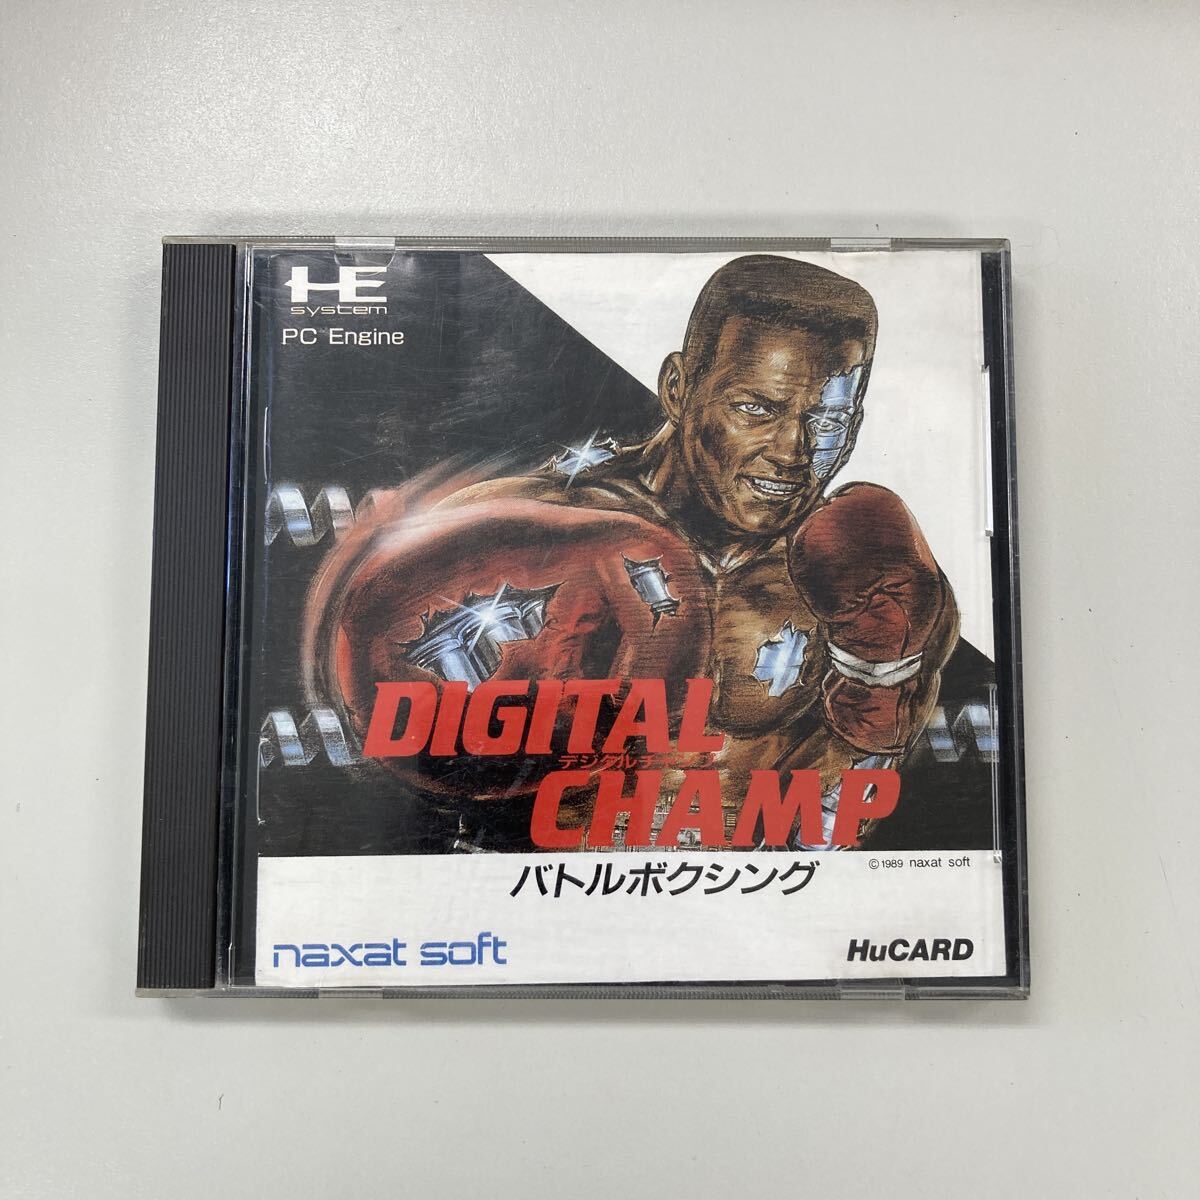 HE
system
PC Engine
DIGITAL
デジタルチャンプ
CHAMP
バトルボクシング
©1989 naxat soft
naxat soft
HuCARD